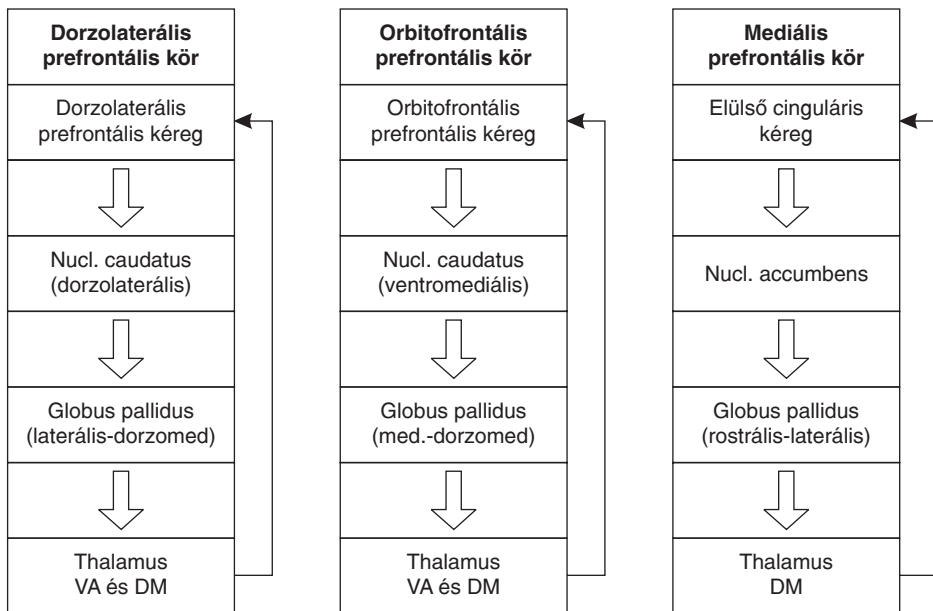 Dorzolaterális
prefrontális kör
Dorzolaterális
prefrontális kéreg
Nucl. caudatus
(dorzolaterális)
Globus pallidus
(laterális-dorzomed)
Thalamus
VA és DM
Orbitofrontális
prefrontális kör
Orbitofrontális
prefrontális kéreg
Nucl. caudatus
(ventromediális)
Globus pallidus
(med.-dorzomed)
Thalamus
VA és DM
Mediális
prefrontális kör
Elülső cinguláris
kéreg
Nucl. accumbens
Globus pallidus
(rostrális-laterális)
Thalamus
DM